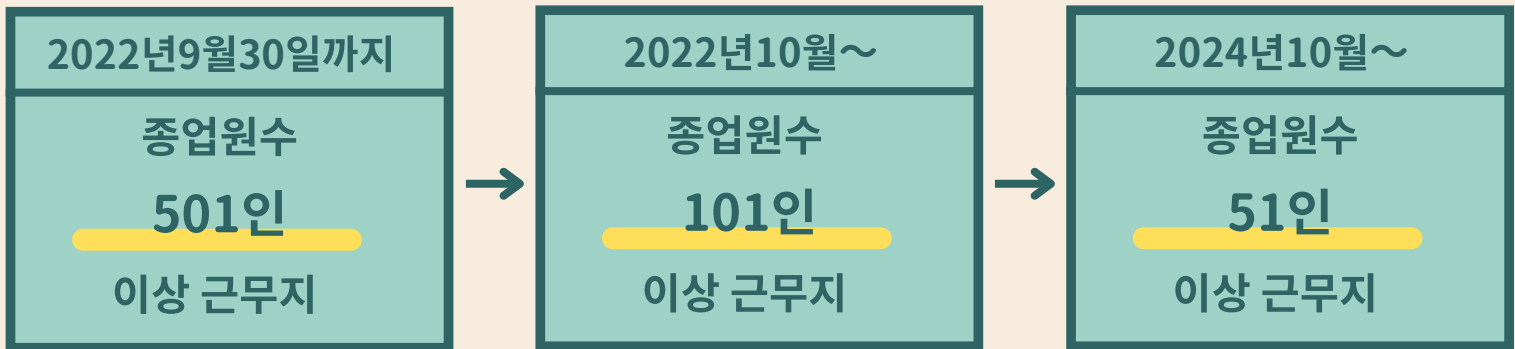 2022년9월30일까지
종업원수
501인
이상 근무지
2022년10월～
종업원수
101인
이상 근무지
2024년10월～
종업원수
51인
이상 근무지